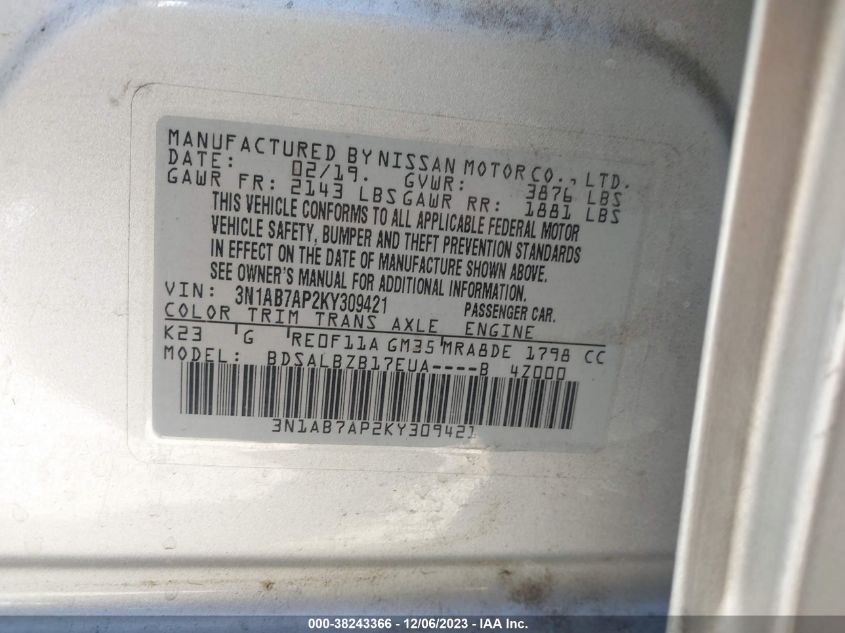 MANUFACTURED BY NISSAN MOTOR CO., LTD.
DATE: 02/19. GVWR: 3876 LBS
GAWR FR: 2143 LBS GAWR RR: 1881 LBS
THIS VEHICLE CONFORMS TO ALL APPLICABLE FEDERAL MOTOR
VEHICLE SAFETY, BUMPER AND THEFT PREVENTION STANDARDS
IN EFFECT ON THE DATE OF MANUFACTURE SHOWN ABOVE.
SEE OWNER'S MANUAL FOR ADDITIONAL INFORMATION.
VIN: 3N1AB7AP2KY309421 PASSENGER CAR.
COLOR TRIM TRANS AXLE ENGINE
K23 G RE0F11A GM35 MRA8DE 1798 CC
MODEL: BDSALBZB17EUA----B 4Z000
3N1AB7AP2KY309421
000-38243366 - 12/06/2023 - IAA Inc.